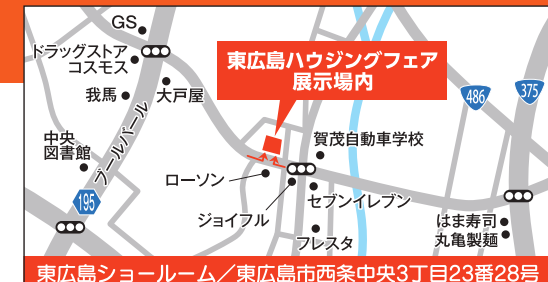 GS
ドラッグストア
コスモス
東広島ハウジングフェア
展示場内
486
375
我馬
大戸屋
ブールバール
中央
図書館
賀茂自動車学校
195
ローソン
セブンイレブン
ジョイフル
はま寿司
丸亀製麺
フレスタ
東広島ショールーム／東広島市西条中央3丁目23番28号